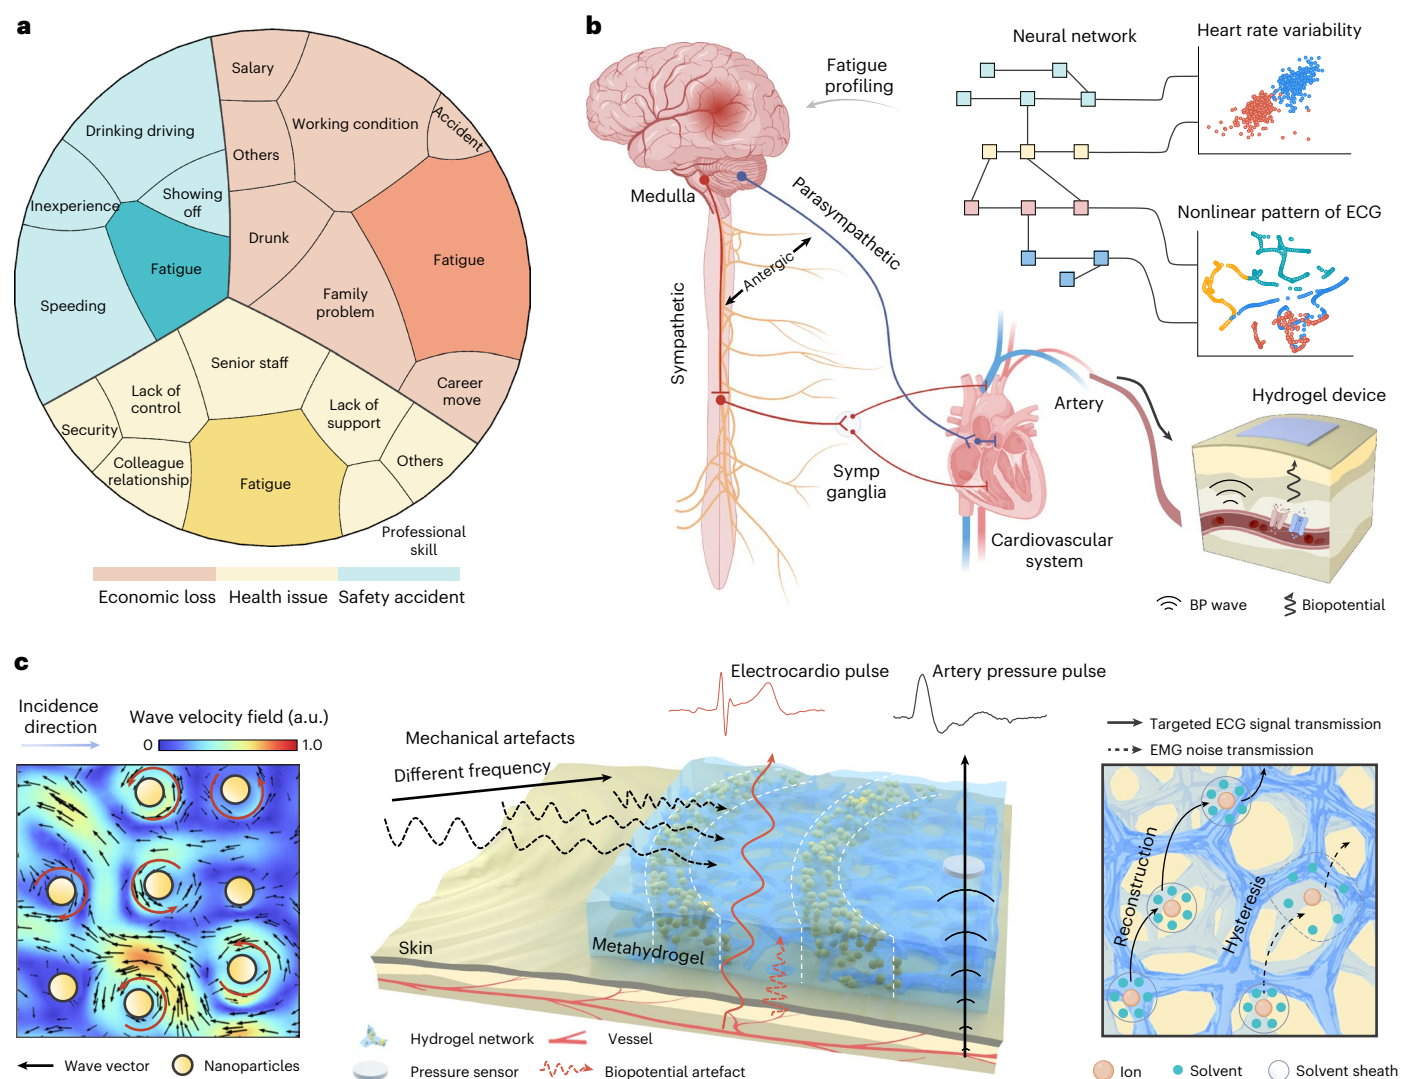 a
Salary
Working condition
Accident
Others
Drinking driving
Inexperience
Showing
off
Drunk
Fatigue
Fatigue
Speeding
Family
problem
Senior staff
Career
move
Lack of
control
Lack of
support
Security
Colleague
relationship
Fatigue
Others
Professional
skill
Economic loss
Health issue
Safety accident
b
Fatigue
profiling
Neural network
Heart rate variability
Medulla
Parasympathetic
Antergic
Sympathetic
Nonlinear pattern of ECG
Artery
Hydrogel device
Symp
ganglia
Cardiovascular
system
BP wave
Biopotential
c
Incidence
direction
Wave velocity field (a.u.)
0
1.0
Wave vector
Nanoparticles
Electrocardio pulse
Artery pressure pulse
Mechanical artefacts
Different frequency
Skin
Metahydrogel
Hydrogel network
Vessel
Pressure sensor
Biopotential artefact
Targeted ECG signal transmission
EMG noise transmission
Reconstruction
Hysteresis
Ion
Solvent
Solvent sheath